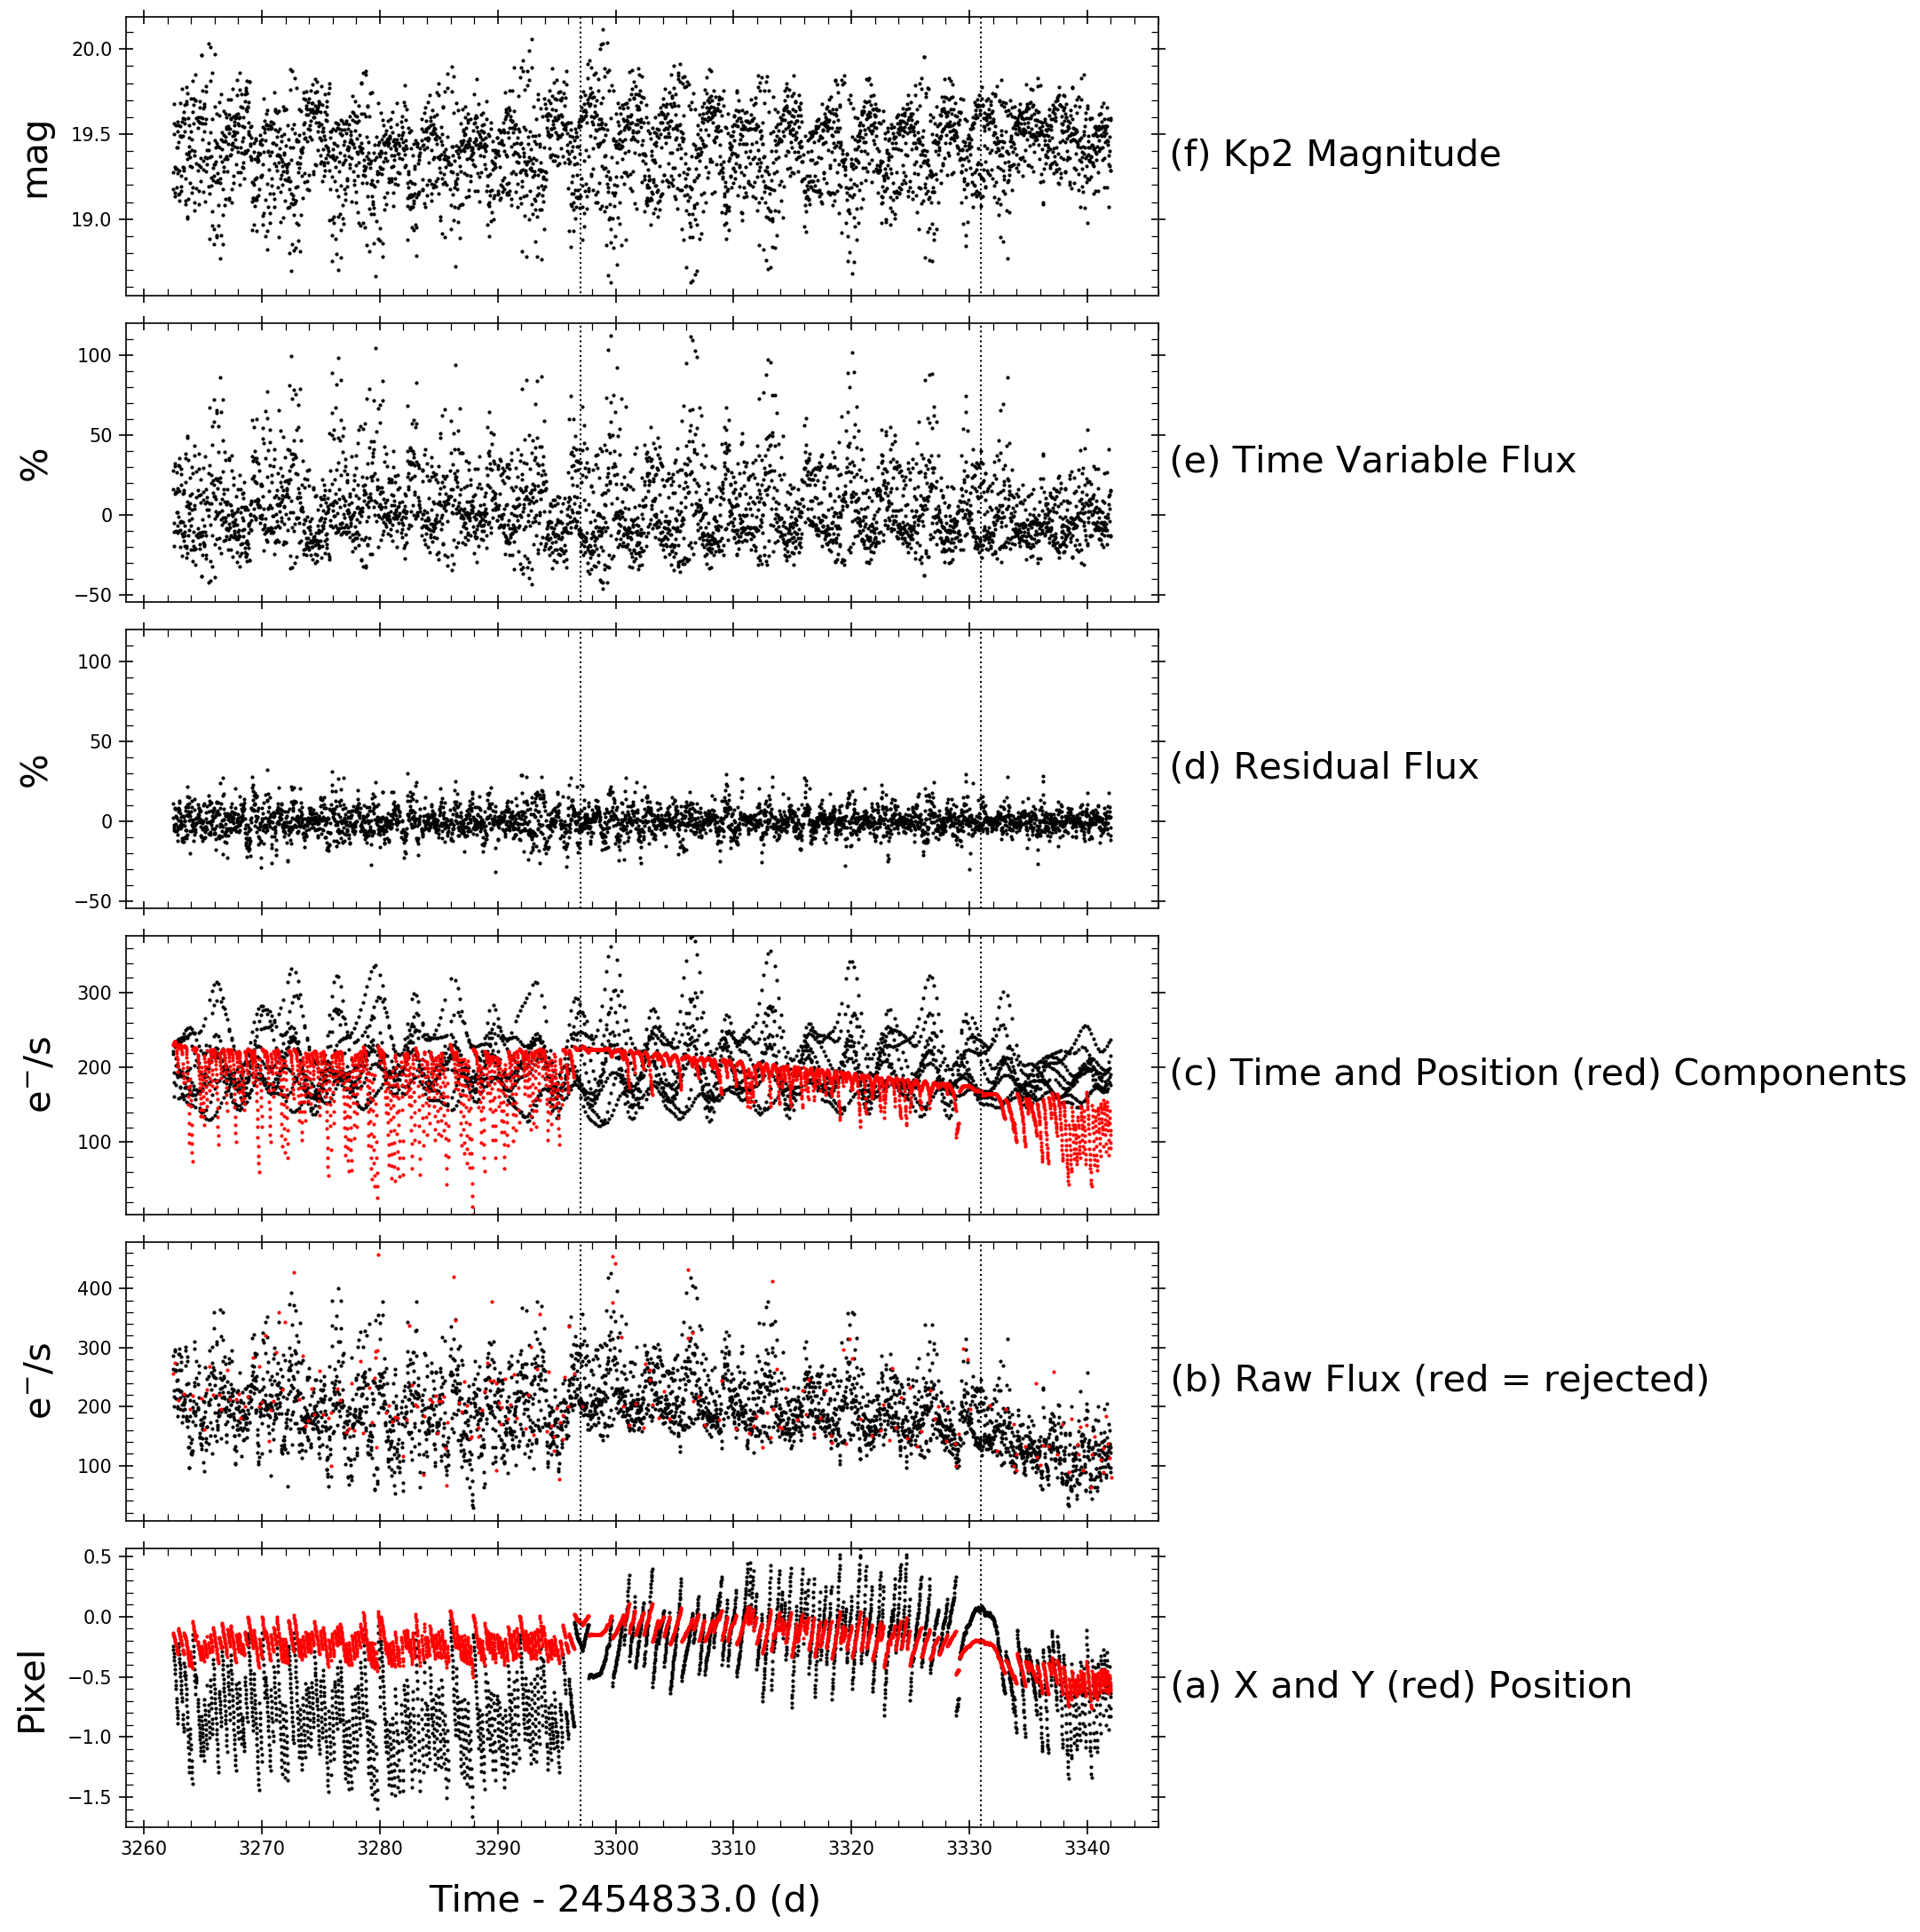 20.0
19.5
19.0
mag
(f) Kp2 Magnitude
100
50
0
−50
%
(e) Time Variable Flux
100
50
0
−50
%
(d) Residual Flux
300
200
100
e⁻/s
(c) Time and Position (red) Components
400
300
200
100
e⁻/s
(b) Raw Flux (red = rejected)
0.5
0.0
−0.5
−1.0
−1.5
Pixel
(a) X and Y (red) Position
3260 3270 3280 3290 3300 3310 3320 3330 3340
Time - 2454833.0 (d)